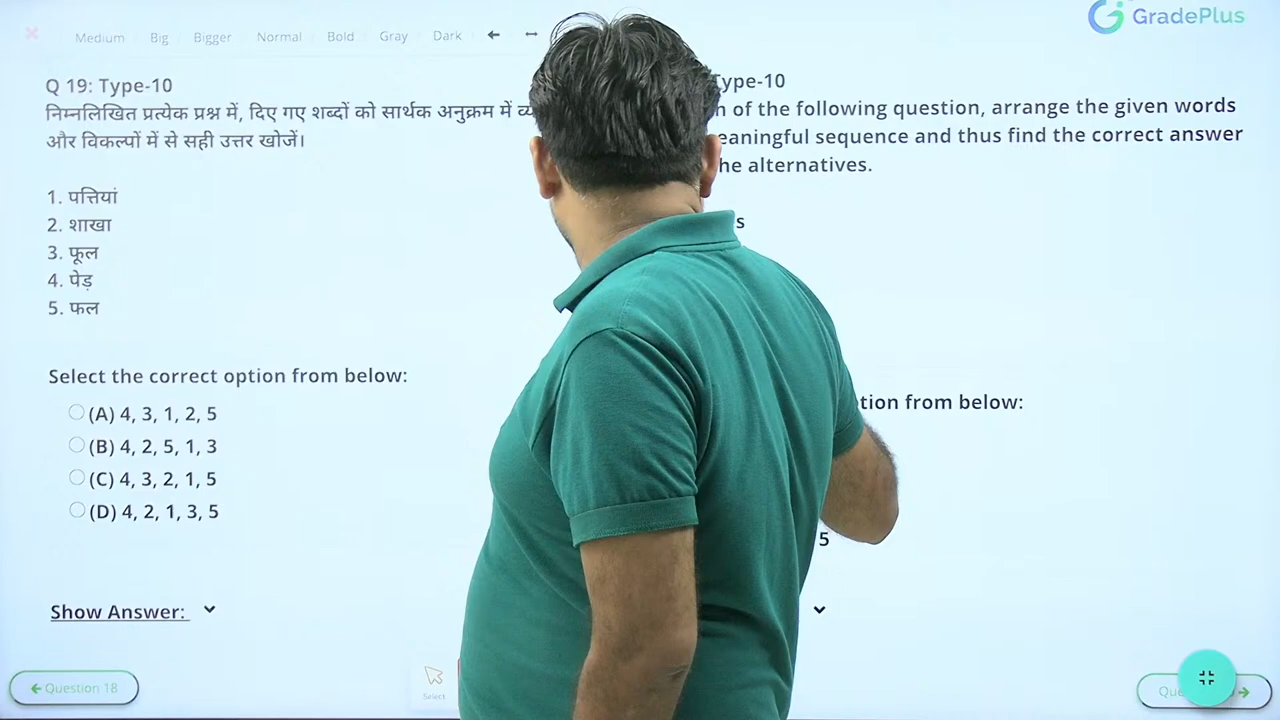 GradePlus
Medium Big Bigger Normal Bold Gray Dark
Q 19: Type-10
निम्नलिखित प्रत्येक प्रश्न में, दिए गए शब्दों को सार्थक अनुक्रम में
और विकल्पों में से सही उत्तर खोजें।
1. पत्तियां
2. शाखा
3. फूल
4. पेड़
5. फल
Select the correct option from below:
(A) 4, 3, 1, 2, 5
(B) 4, 2, 5, 1, 3
(C) 4, 3, 2, 1, 5
(D) 4, 2, 1, 3, 5
Show Answer:
Type-10
of the following question, arrange the given words
meaningful sequence and thus find the correct answer
the alternatives.
from below:
5
Question 18
Select